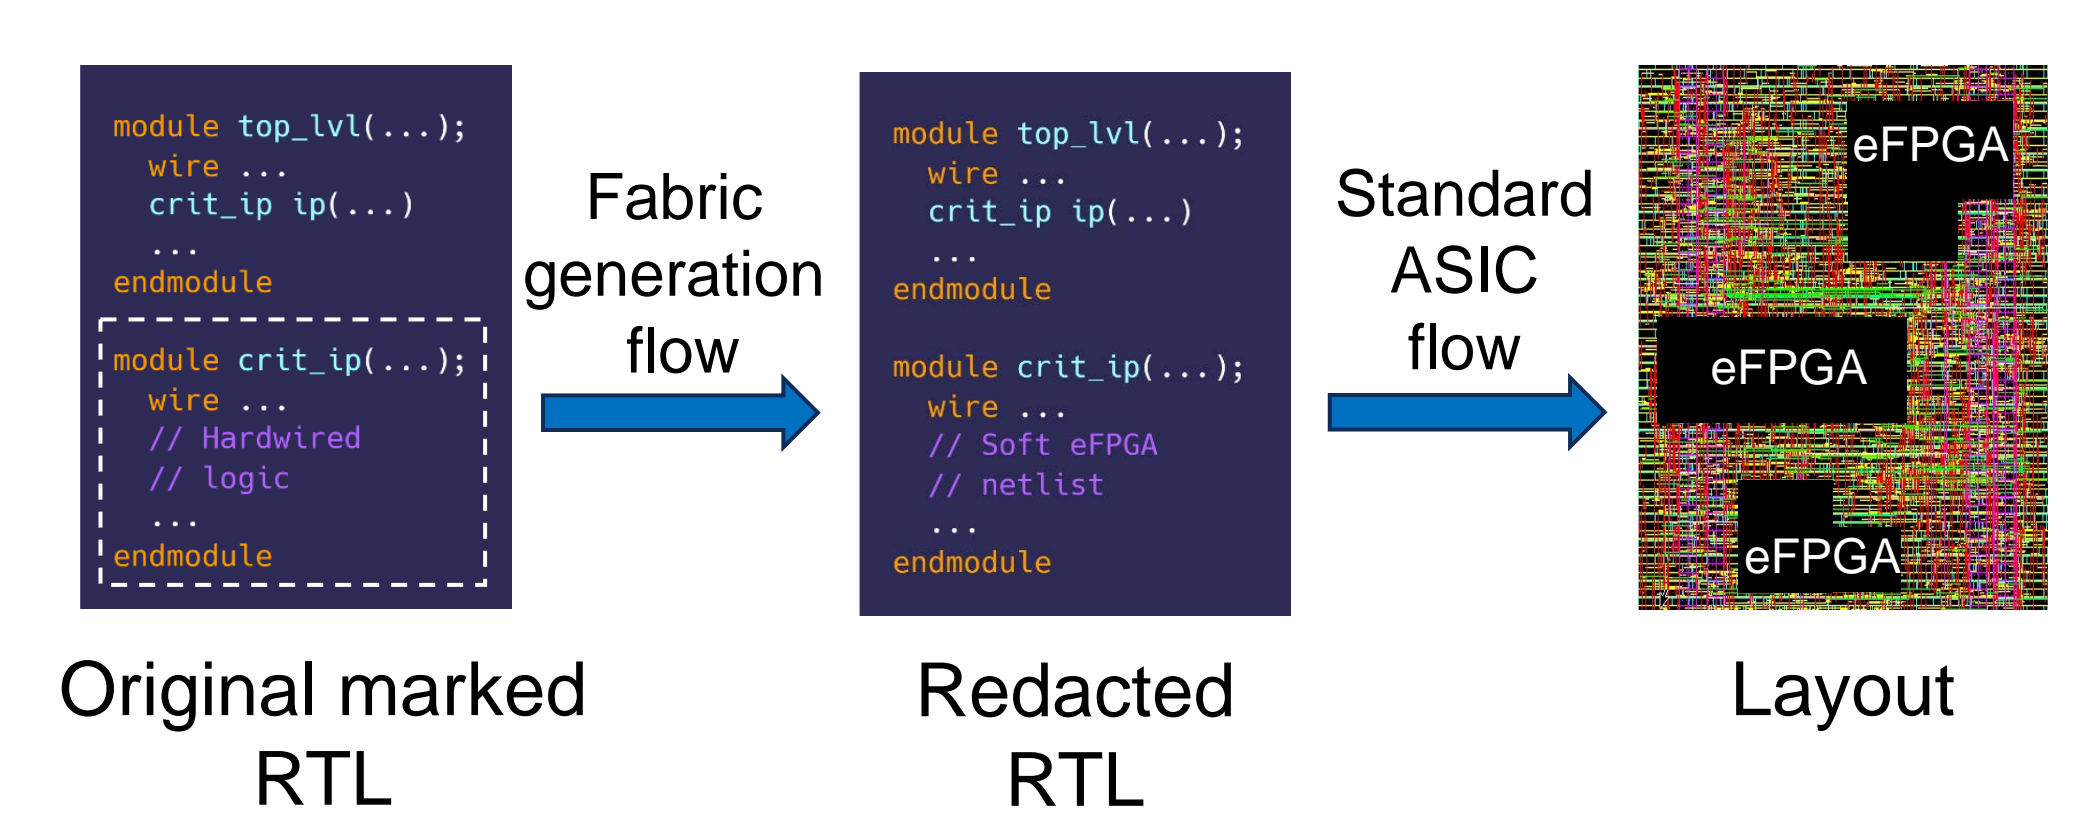 module top_lvl(...);
  wire ...
  crit_ip ip(...)
  ...
endmodule
module crit_ip(...);
  wire ...
  // Hardwired
  // logic
  ...
endmodule
Original marked
RTL
Fabric
generation
flow
module top_lvl(...);
  wire ...
  crit_ip ip(...)
  ...
endmodule
module crit_ip(...);
  wire ...
  // Soft eFPGA
  // netlist
  ...
endmodule
Redacted
RTL
Standard
ASIC
flow
eFPGA
eFPGA
eFPGA
Layout